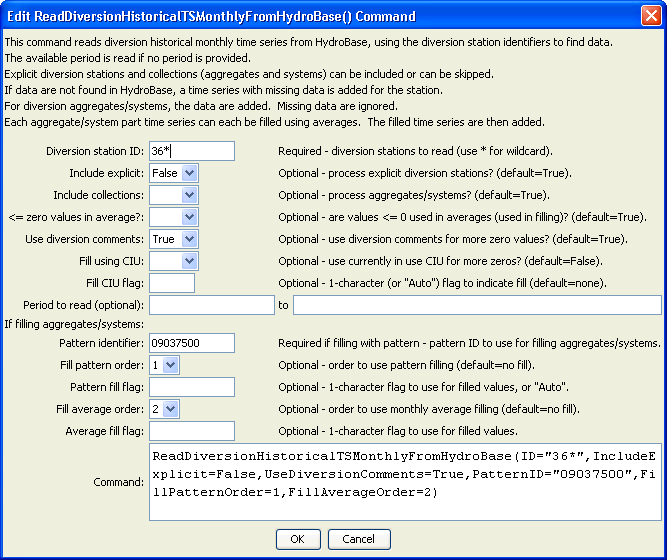 Edit ReadDiversionHistoricalTSMonthlyFromHydroBase() Command
This command reads diversion historical monthly time series from HydroBase, using the diversion station identifiers to find data.
The available period is read if no period is provided.
Explicit diversion stations and collections (aggregates and systems) can be included or can be skipped.
If data are not found in HydroBase, a time series with missing data is added for the station.
For diversion aggregates/systems, the data are added.  Missing data are ignored.
Each aggregate/system part time series can each be filled using averages.  The filled time series are then added.
Diversion station ID: 36* Required - diversion stations to read (use * for wildcard).
Include explicit: False Optional - process explicit diversion stations? (default=True).
Include collections: Optional - process aggregates/systems? (default=True).
<= zero values in average?: Optional - are values <= 0 used in averages (used in filling)? (default=True).
Use diversion comments: True Optional - use diversion comments for more zero values? (default=True).
Fill using CIU: Optional - use currently in use CIU for more zeros? (default=False).
Fill CIU flag: Optional - 1-character (or "Auto") flag to indicate fill (default=none).
Period to read (optional): to
If filling aggregates/systems:
Pattern identifier: 09037500 Required if filling with pattern - pattern ID to use for filling aggregates/systems.
Fill pattern order: 1 Optional - order to use pattern filling (default=no fill).
Pattern fill flag: Optional - 1-character flag to use for filled values, or "Auto".
Fill average order: 2 Optional - order to use monthly average filling (default=no fill).
Average fill flag: Optional - 1-character flag to use for filled values.
Command: ReadDiversionHistoricalTSMonthlyFromHydroBase(ID="36*",IncludeE
xplicit=False,UseDiversionComments=True,PatternID="09037500",Fi
llPatternOrder=1,FillAverageOrder=2)
OK Cancel